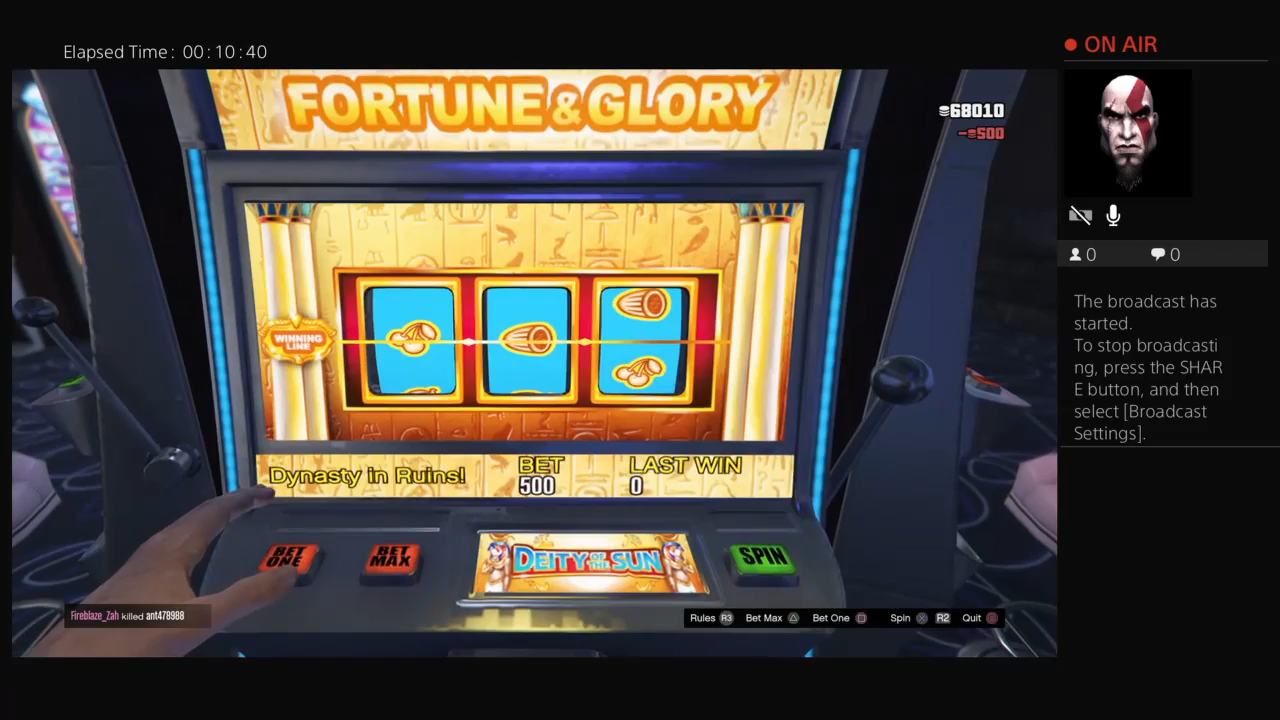 Elapsed Time: 00:10:40
ON AIR
FORTUNE & GLORY
68010
-500
WINNING
LINE
0
0
The broadcast has
started.
To stop broadcasti
ng, press the SHAR
E button, and then
select [Broadcast
Settings].
Dynasty in Ruins!
BET
500
LAST WIN
0
BET
ONE
BET
MAX
DEITY OF THE SUN
SPIN
Fireblaze_Zah killed ant478988
Rules R3 Bet Max Bet One Spin R2 Quit